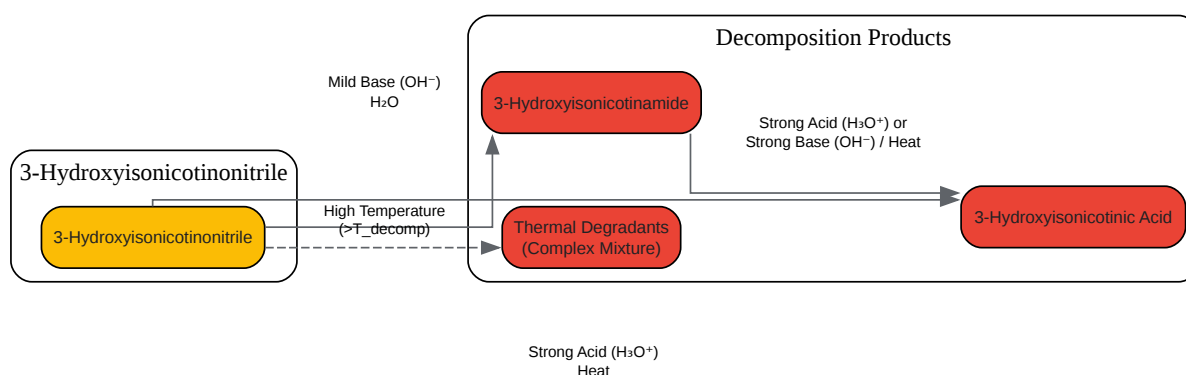 Decomposition Products
Mild Base (OH⁻)
H₂O
3-Hydroxyisonicotinamide
Strong Acid (H₃O⁺) or
Strong Base (OH⁻) / Heat
3-Hydroxyisonicotinonitrile
3-Hydroxyisonicotinonitrile
High Temperature
(>T_decomp)
Thermal Degradants
(Complex Mixture)
3-Hydroxyisonicotinic Acid
Strong Acid (H₃O⁺)
Heat